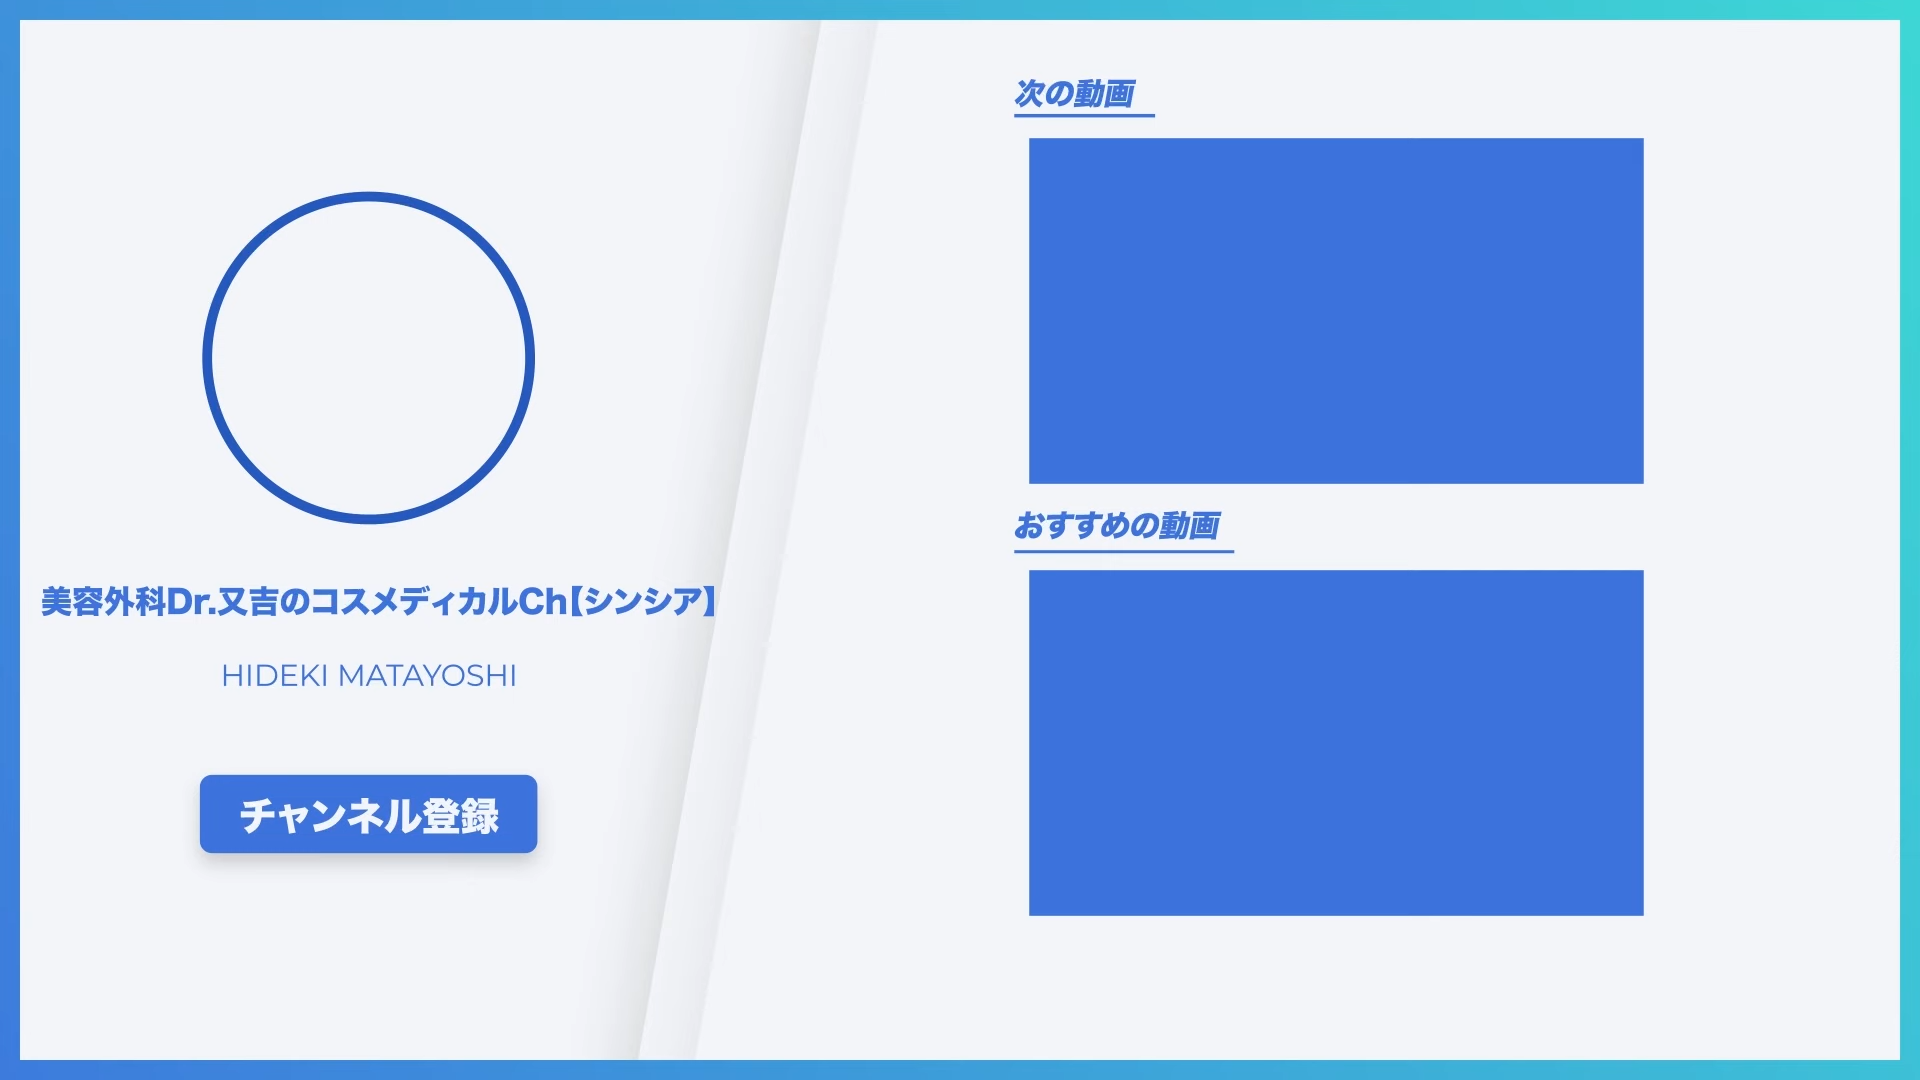 美容外科Dr.又吉のコスメディカルCh【シンシア】
HIDEKI MATAYOSHI
チャンネル登録
次の動画
おすすめの動画